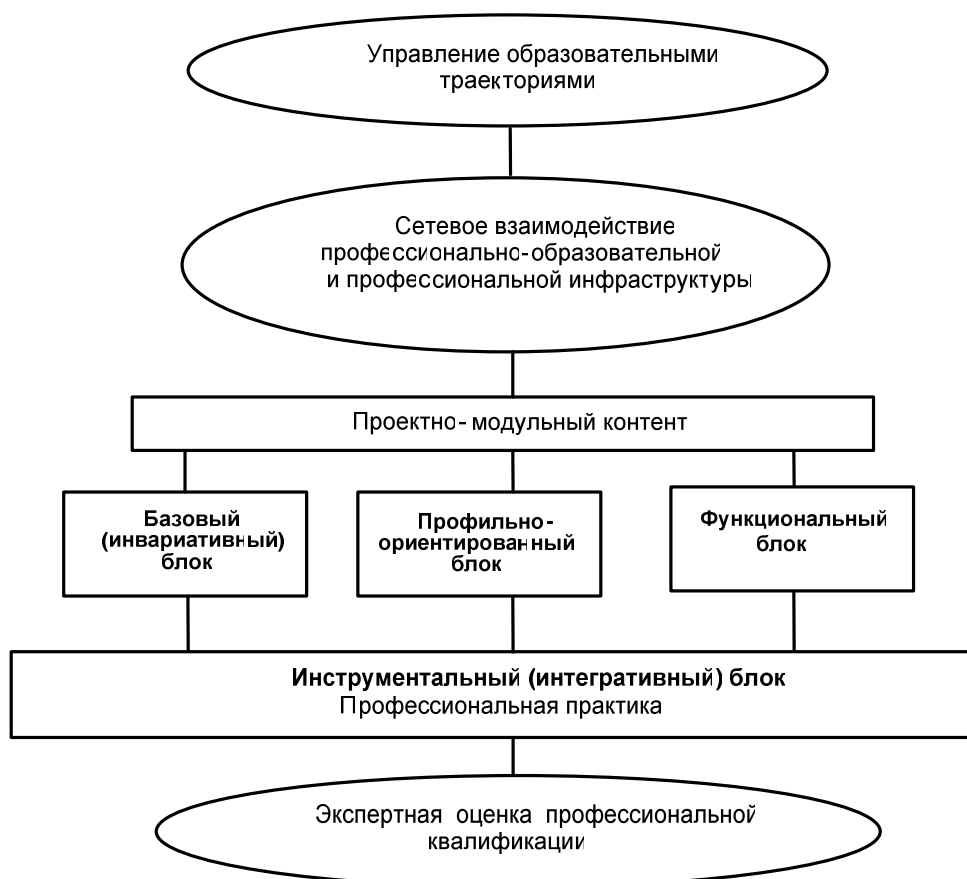 Управление образовательными
траекториями
Сетевое взаимодействие
профессионально-образовательной
и профессиональной инфраструктуры
Проектно- модульный контент
Базовый
(инвариативный)
блок
Профильно-
ориентированный
блок
Функциональный
блок
Инструментальный (интегративный) блок
Профессиональная практика
Экспертная оценка профессиональной
квалификации